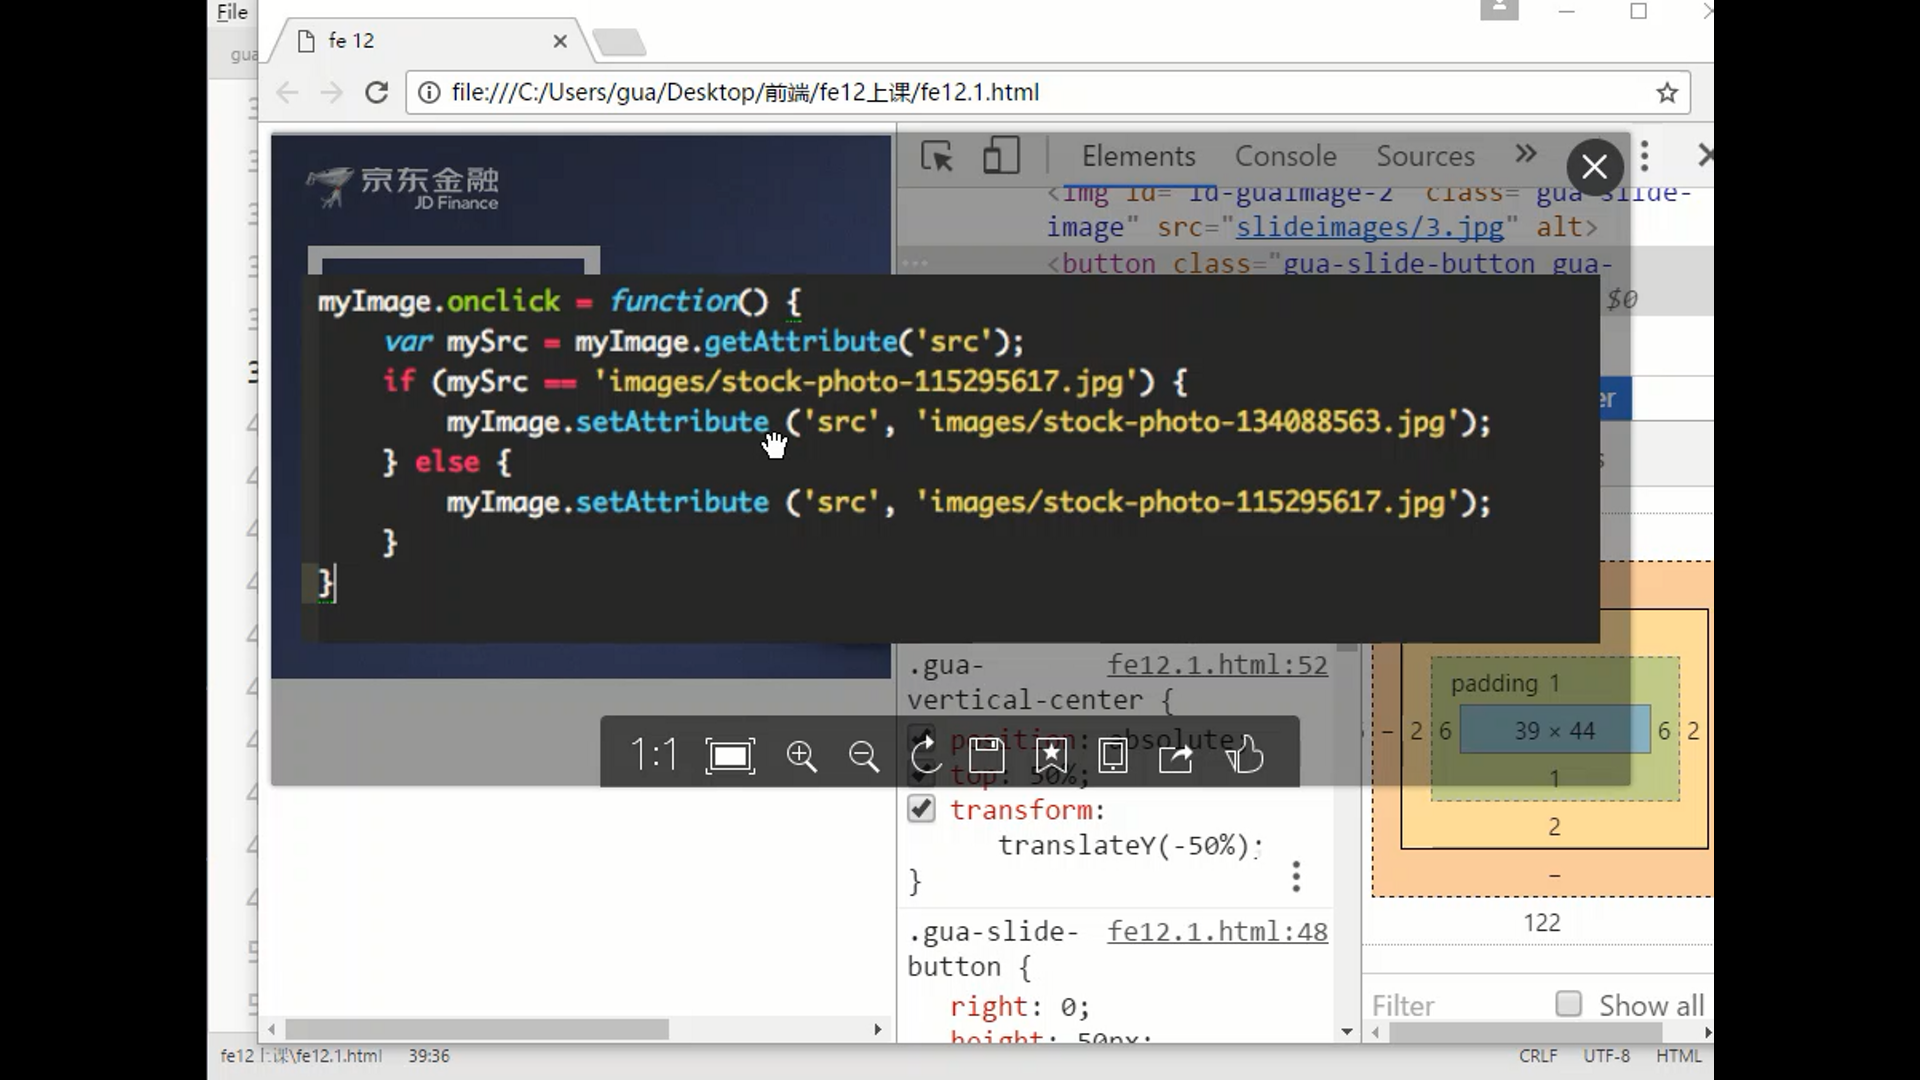 File
fe 12
gua
file:///C:/Users/gua/Desktop/前端/fe12上课/fe12.1.html
京东金融
JD Finance
Elements Console Sources
<img id="id-guaimage-2" class="gua-slide-
image" src="slideimages/3.jpg" alt>
<button class="gua-slide-button gua-
$0
er
myImage.onclick = function() {
var mySrc = myImage.getAttribute('src');
if (mySrc == 'images/stock-photo-115295617.jpg') {
myImage.setAttribute ('src', 'images/stock-photo-134088563.jpg');
} else {
myImage.setAttribute ('src', 'images/stock-photo-115295617.jpg');
}
}
.gua- fe12.1.html:52
vertical-center {
position: absolute;
top: 50%;
transform:
translateY(-50%);
}
.gua-slide- fe12.1.html:48
button {
right: 0;
height: 50px;
1:1
padding 1
- 2 6 39 × 44 6 2
1
2
-
122
Filter Show all
fe12上课\fe12.1.html 39:36
CRLF UTF-8 HTML